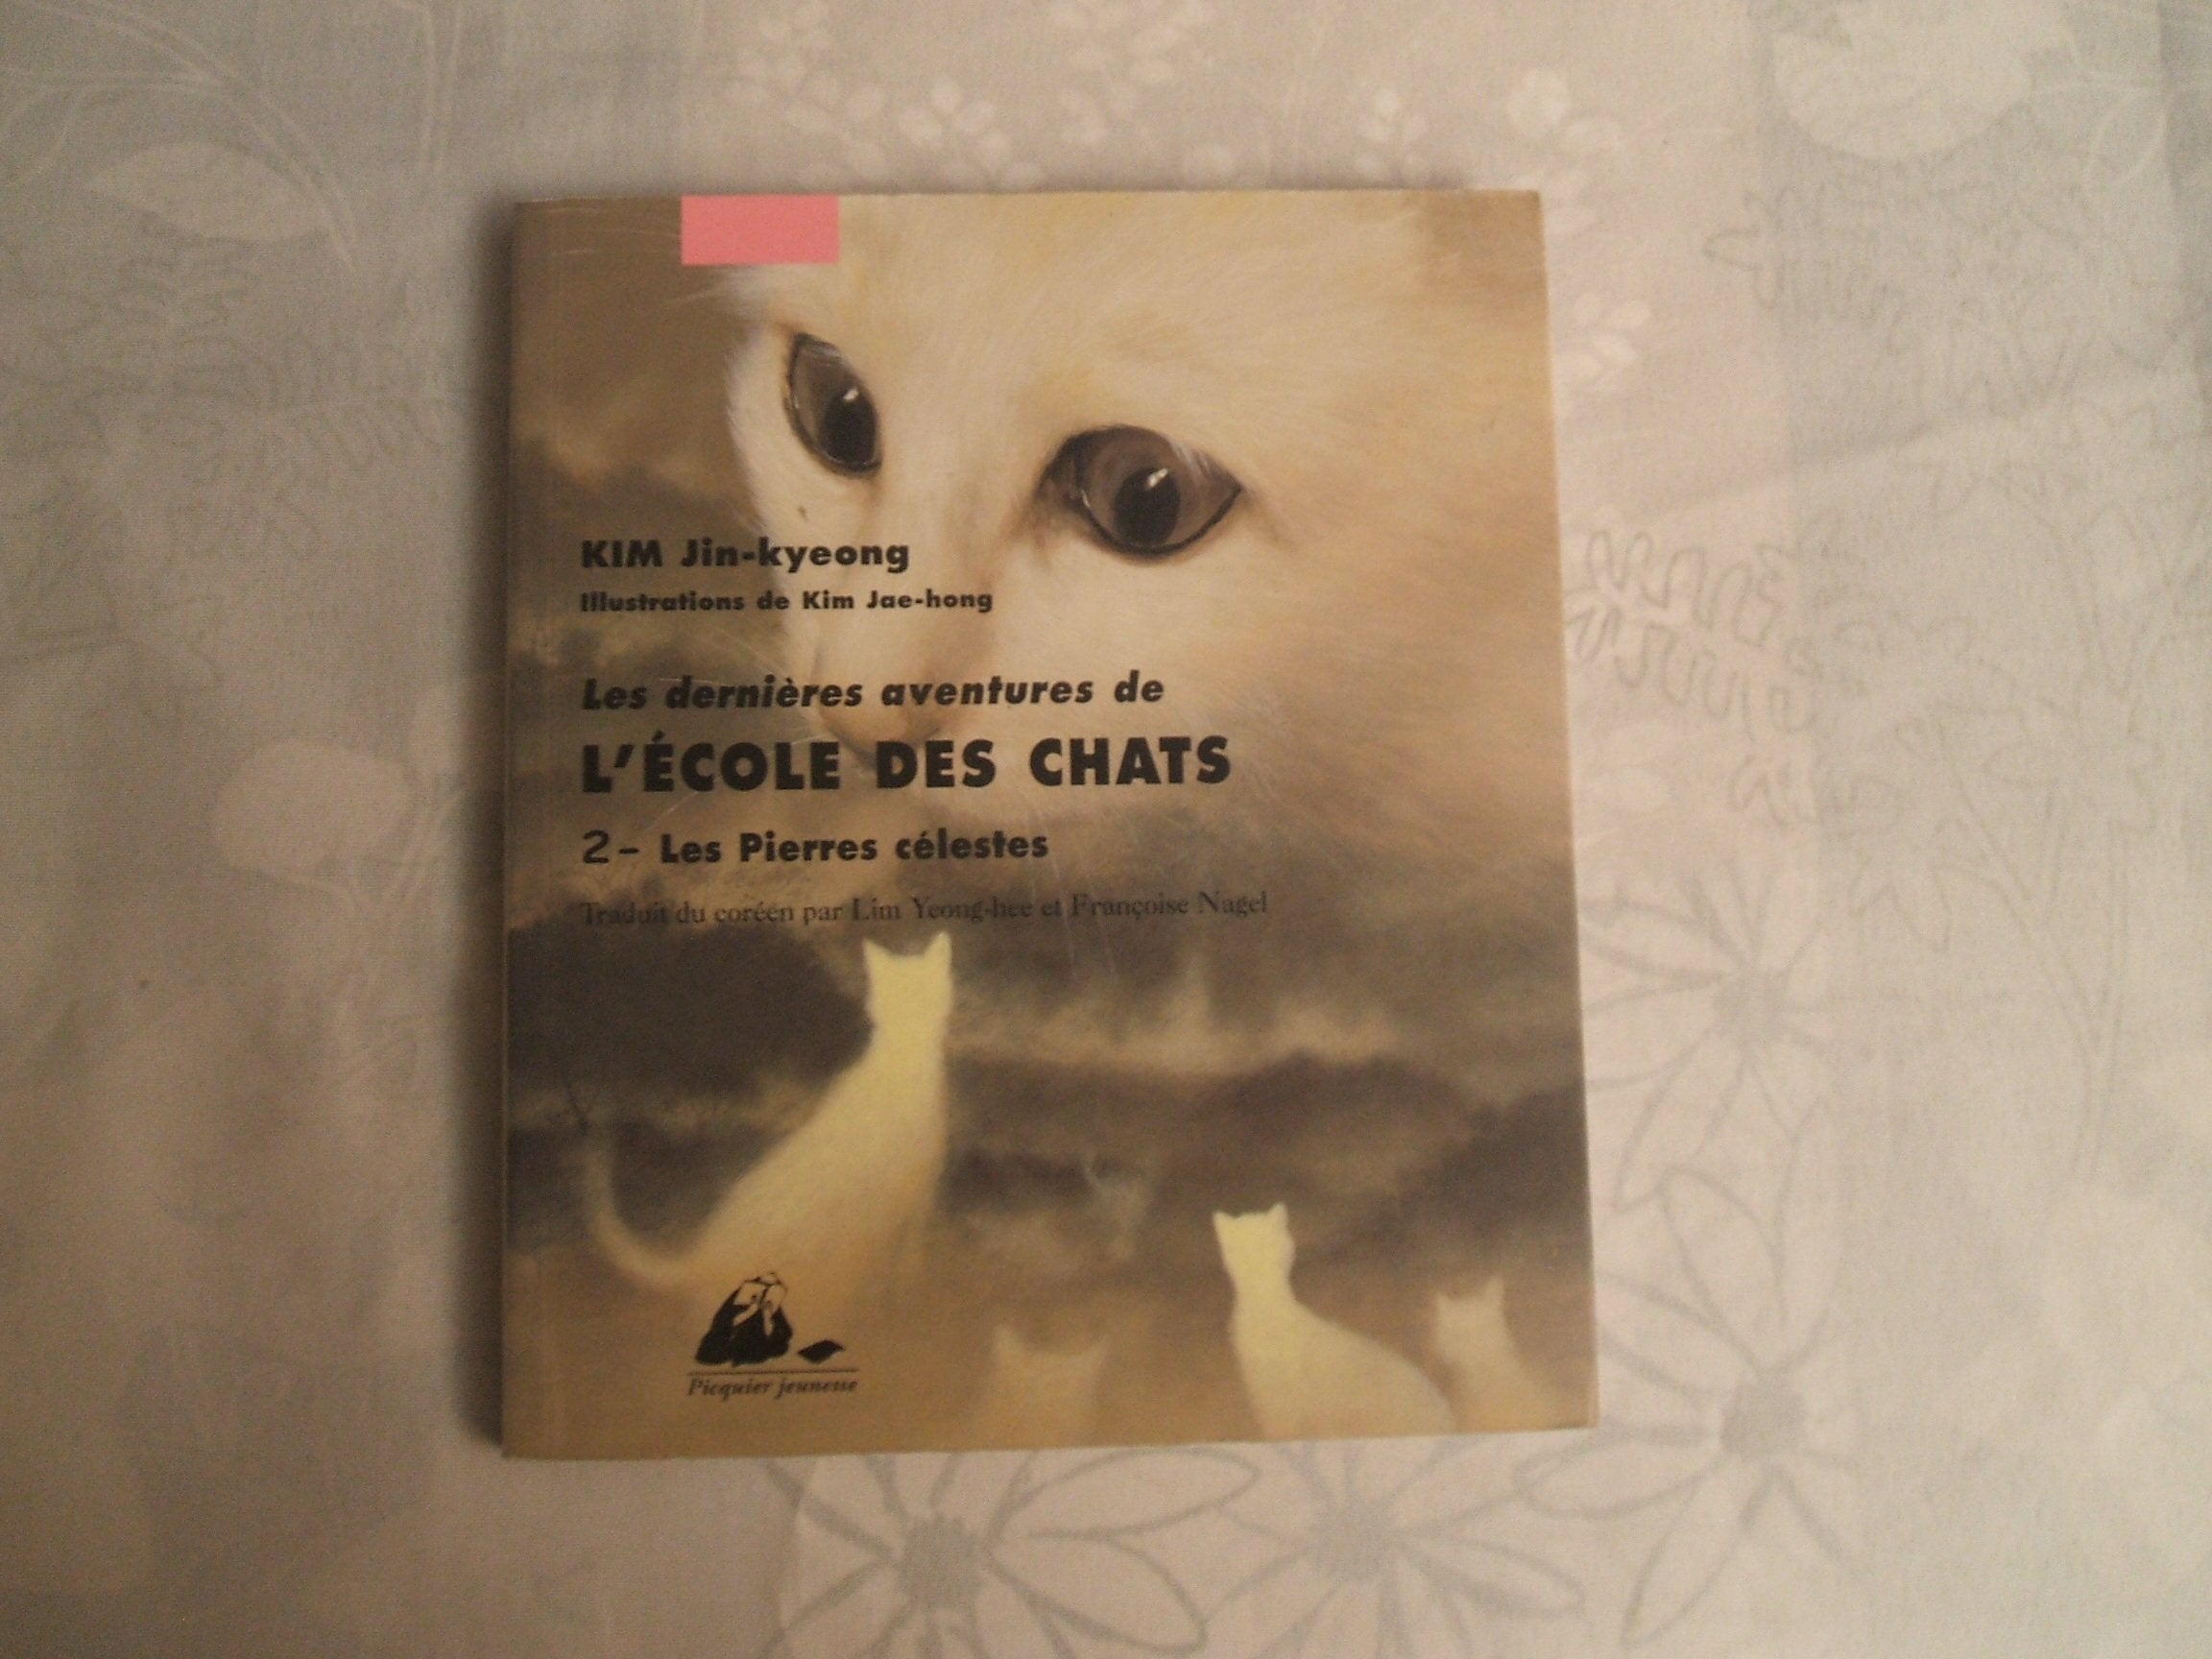 KIM Jin-kyeong
Illustrations de Kim Jae-hong
Les dernières aventures de
L'ÉCOLE DES CHATS
2 – Les Pierres célestes
Traduit du coréen par Lim Yeong-hee et Françoise Nagel
Picquier jeunesse